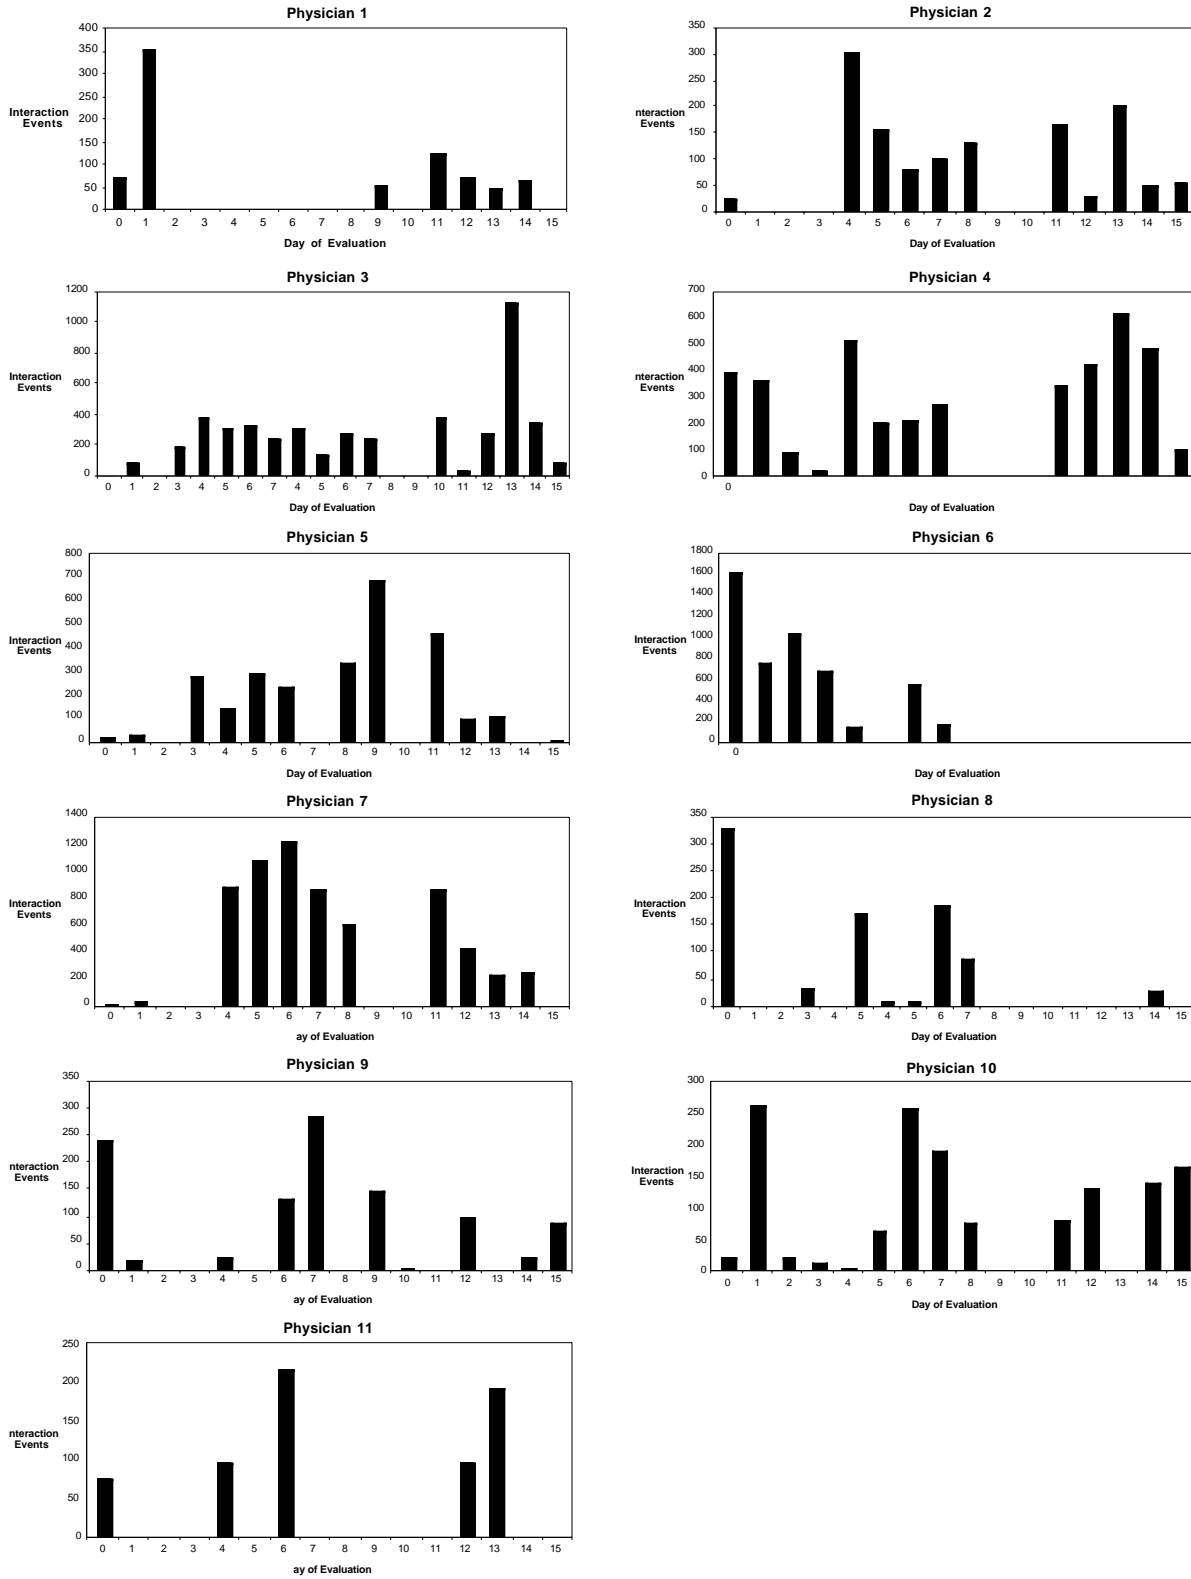 Physician 1
400
350
300
250
200
150
100
50
0
Interaction
Events
0 1 2 3 4 5 6 7 8 9 10 11 12 13 14 15
Day of Evaluation
Physician 2
350
300
250
200
150
100
50
0
nteraction
Events
0 1 2 3 4 5 6 7 8 9 10 11 12 13 14 15
Day of Evaluation
Physician 3
1200
1000
800
600
400
200
0
Interaction
Events
0 1 2 3 4 5 6 7 4 5 6 7 8 9 10 11 12 13 14 15
Day of Evaluation
Physician 4
700
600
500
400
300
200
100
0
nteraction
Events
0
Day of Evaluation
Physician 5
800
700
600
500
400
300
200
100
0
Interaction
Events
0 1 2 3 4 5 6 7 8 9 10 11 12 13 14 15
Day of Evaluation
Physician 6
1800
1600
1400
1200
1000
800
600
400
200
0
Interaction
Events
0
Day of Evaluation
Physician 7
1400
1200
1000
800
600
400
200
0
Interaction
Events
0 1 2 3 4 5 6 7 8 9 10 11 12 13 14 15
ay of Evaluation
Physician 8
350
300
250
200
150
100
50
0
Interaction
Events
0 1 2 3 5 4 5 6 7 8 9 10 11 12 13 14 15
Day of Evaluation
Physician 9
350
300
250
200
150
100
50
0
nteraction
Events
0 1 2 3 4 5 6 7 8 9 10 11 12 13 14 15
ay of Evaluation
Physician 10
300
250
200
150
100
50
0
Interaction
Events
0 1 2 3 4 5 6 7 8 9 10 11 12 13 14 15
Day of Evaluation
Physician 11
250
200
150
100
50
0
nteraction
Events
0 1 2 3 4 5 6 7 8 9 10 11 12 13 14 15
ay of Evaluation